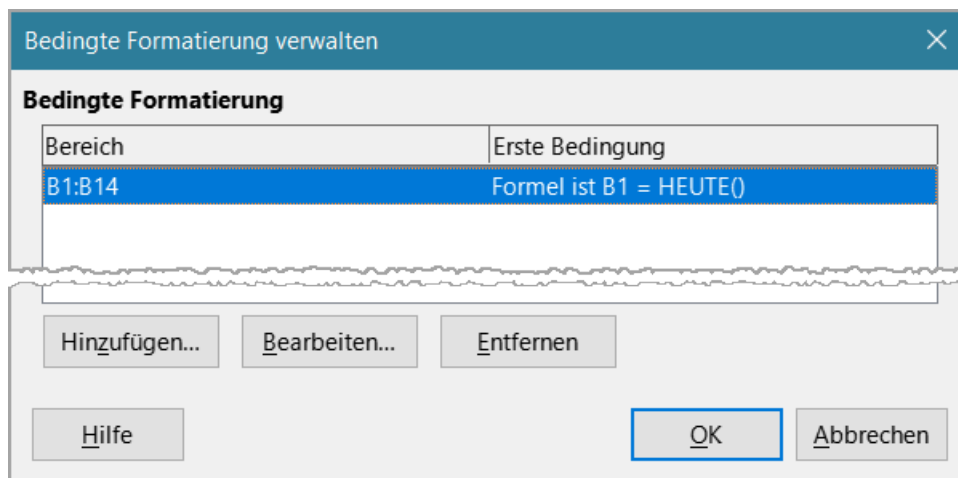 Bedingte Formatierung verwalten
Bedingte Formatierung
Bereich Erste Bedingung
B1:B14 Formel ist B1 = HEUTE()
Hinzufügen... Bearbeiten... Entfernen
Hilfe OK Abbrechen